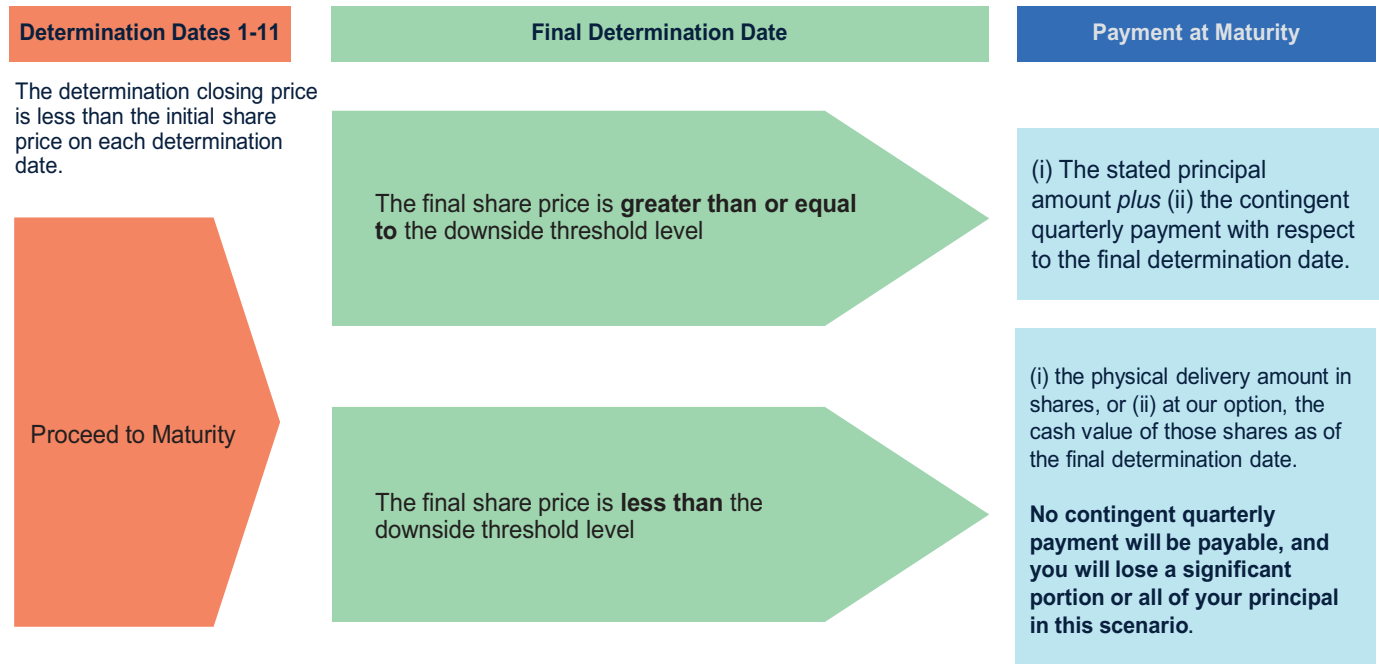 Determination Dates 1-11
Final Determination Date
Payment at Maturity
The determination closing price
is less than the initial share
price on each determination
date.
Proceed to Maturity
The final share price is greater than or equal
to the downside threshold level
(i) The stated principal
amount plus (ii) the contingent
quarterly payment with respect
to the final determination date.
The final share price is less than the
downside threshold level
(i) the physical delivery amount in
shares, or (ii) at our option, the
cash value of those shares as of
the final determination date.
No contingent quarterly
payment will be payable, and
you will lose a significant
portion or all of your principal
in this scenario.